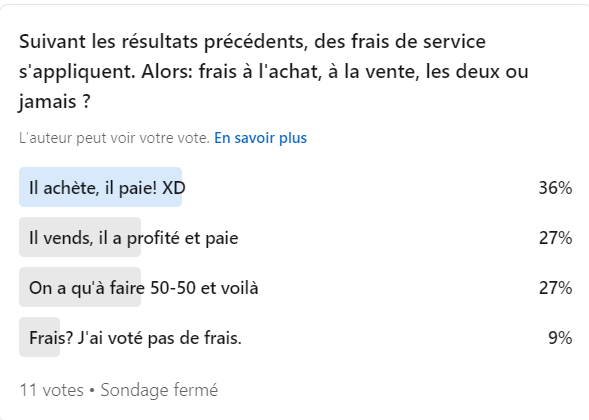 Suivant les résultats précédents, des frais de service
s'appliquent. Alors: frais à l'achat, à la vente, les deux ou
jamais ?
L'auteur peut voir votre vote. En savoir plus
Il achète, il paie! XD 36%
Il vends, il a profité et paie 27%
On a qu'à faire 50-50 et voilà 27%
Frais? J'ai voté pas de frais. 9%
11 votes • Sondage fermé